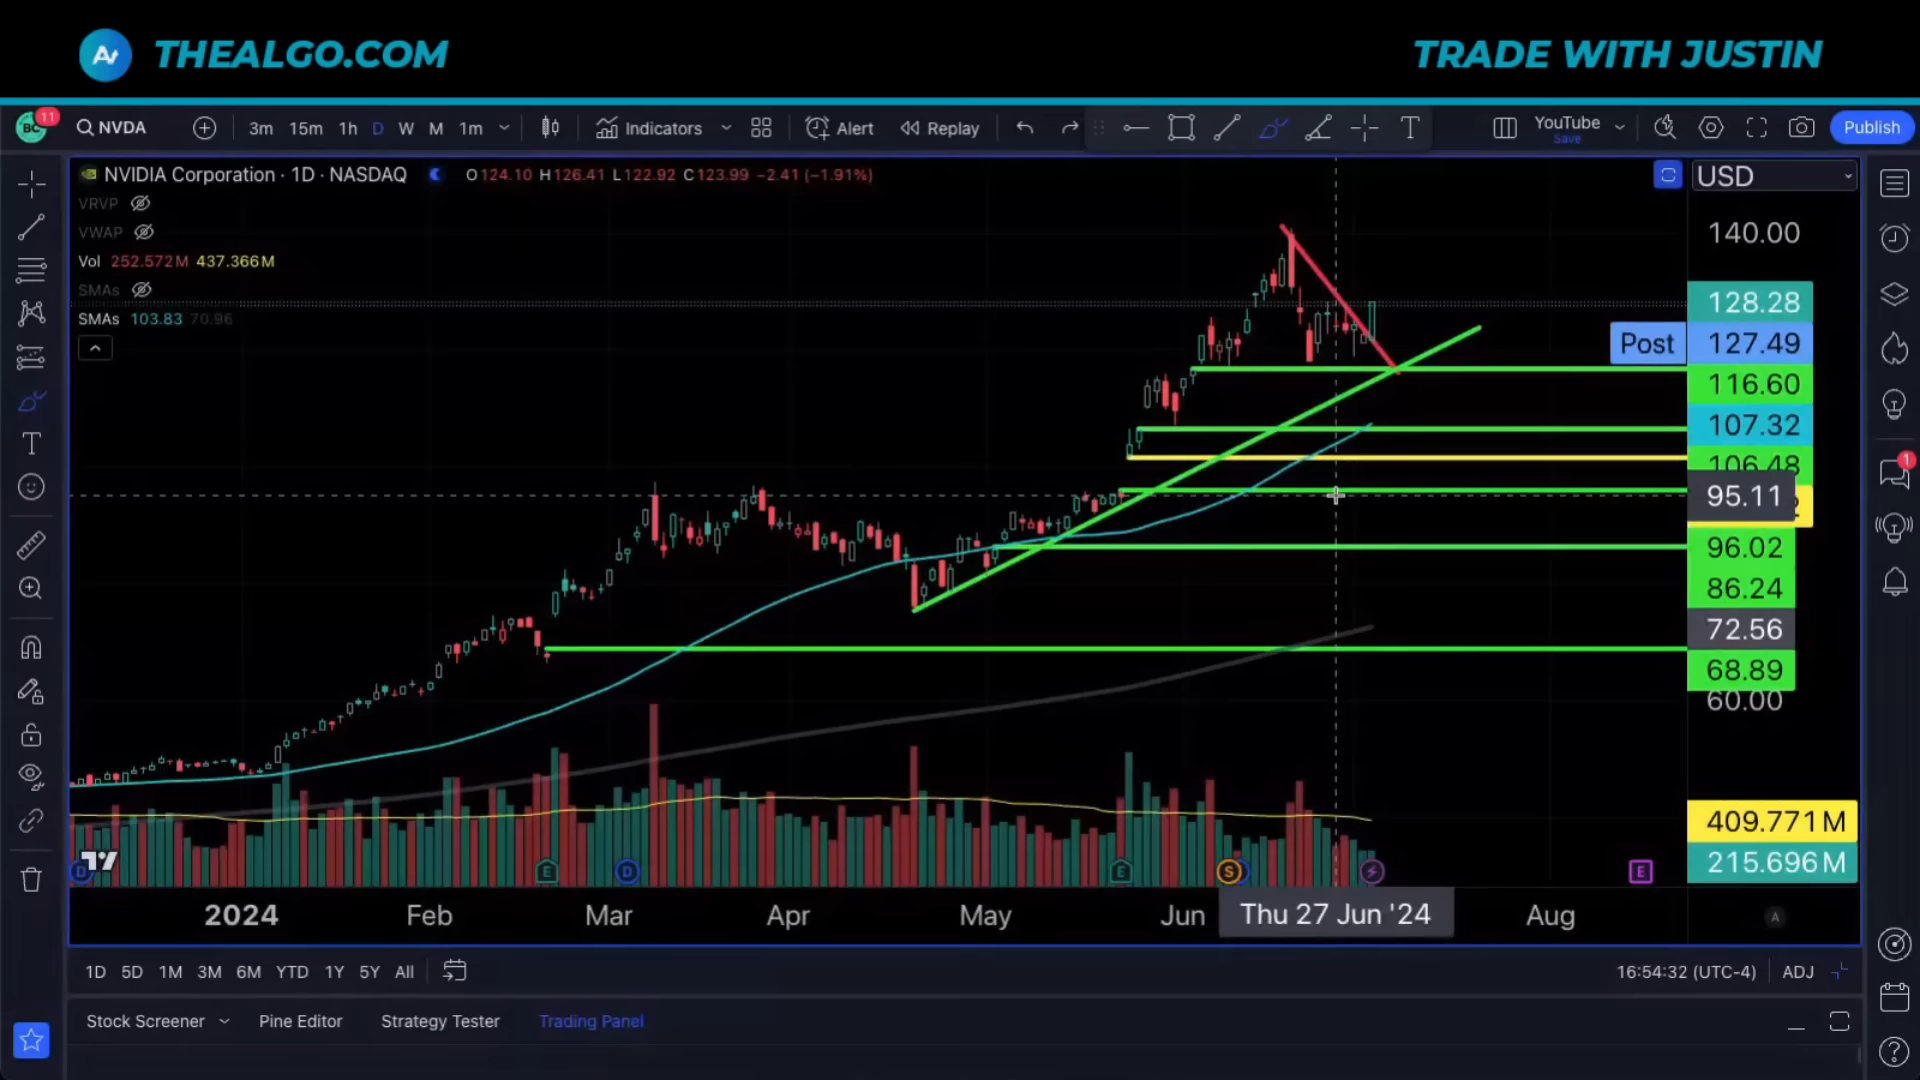 THEALGO.COM
TRADE WITH JUSTIN
11
NVDA
3m 15m 1h D W M 1m
Indicators
Alert
Replay
YouTube
Save
Publish
NVIDIA Corporation · 1D · NASDAQ
O124.10 H126.41 L122.92 C123.99 −2.41 (−1.91%)
USD
VRVP
VWAP
Vol 252.572M 437.366M
SMAs
SMAs 103.83 70.96
140.00
128.28
Post 127.49
116.60
107.32
106.48
95.11
96.02
86.24
72.56
68.89
60.00
409.771M
215.696M
1
D E D E S E
2024 Feb Mar Apr May Jun Thu 27 Jun '24 Aug
A
1D 5D 1M 3M 6M YTD 1Y 5Y All
16:54:32 (UTC-4) ADJ
Stock Screener Pine Editor Strategy Tester Trading Panel